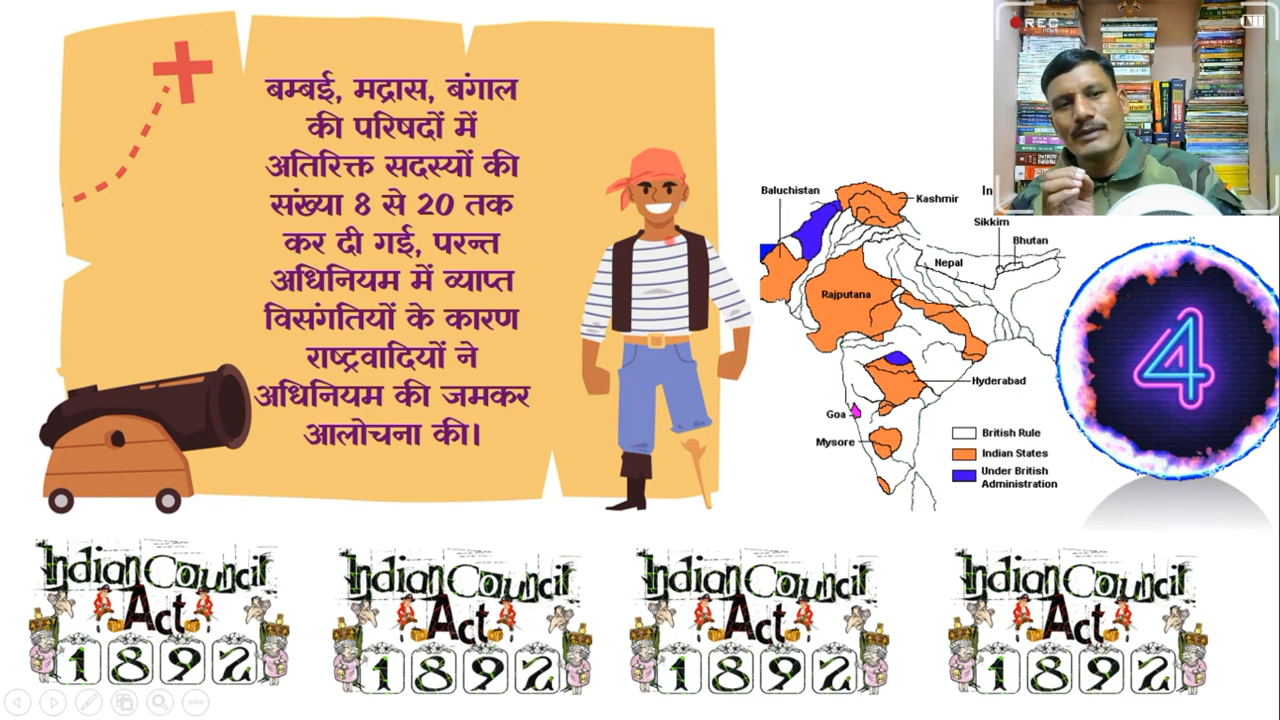 बम्बई, मद्रास, बंगाल
की परिषदों में
अतिरिक्त सदस्यों की
संख्या 8 से 20 तक
कर दी गई, परन्त
अधिनियम में व्याप्त
विसंगतियों के कारण
राष्ट्रवादियों ने
अधिनियम की जमकर
आलोचना की।
REC
Baluchistan
Kashmir
In
Sikkim
Bhutan
Nepal
Rajputana
Hyderabad
Goa
Mysore
British Rule
Indian States
Under British
Administration
4
Indian Council
Act
1892
Indian Council
Act
1892
Indian Council
Act
1892
Indian Council
Act
1892